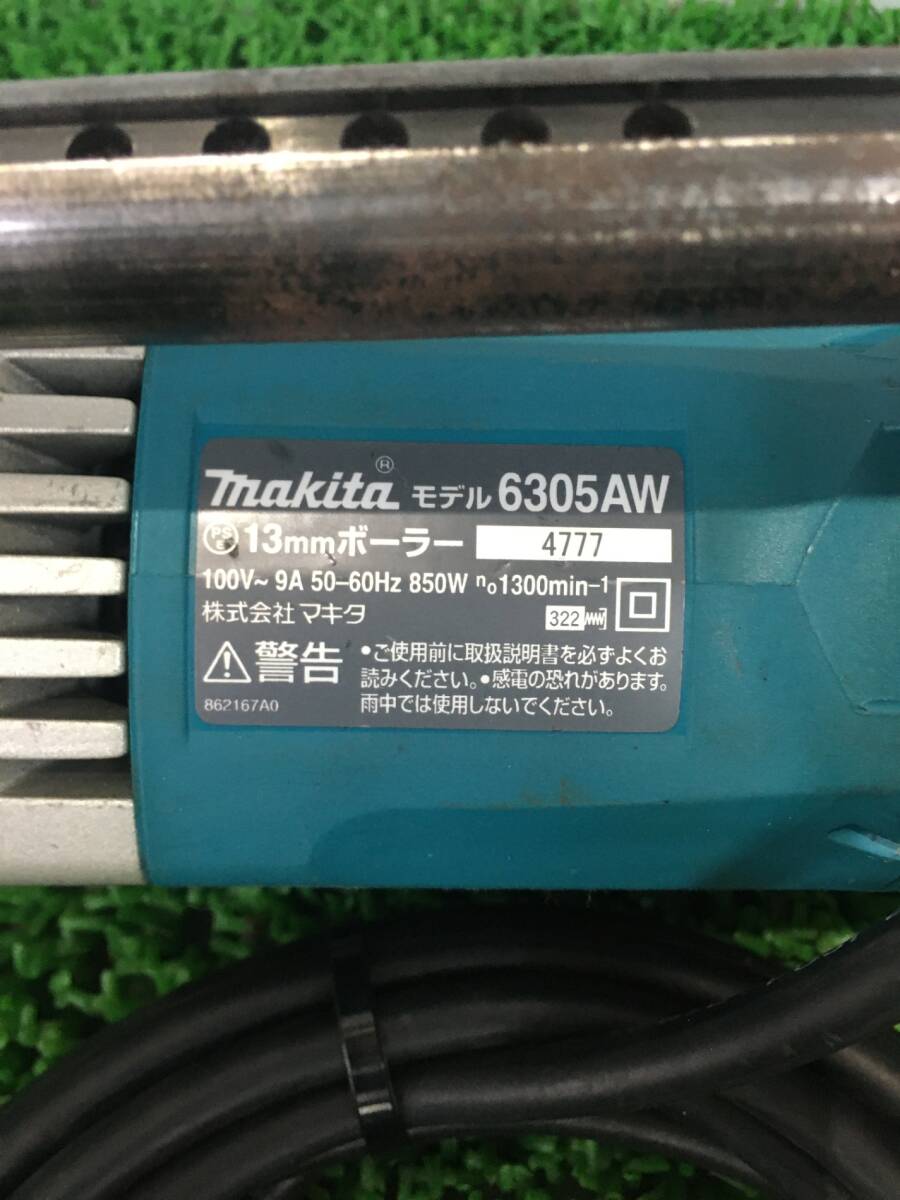 makita® モデル 6305AW
PS E 13mmボーラー 4777
100V~ 9A 50-60Hz 850W n₀1300min-1
株式会社 マキタ 322
警告 •ご使用前に取扱説明書を必ずよくお
読みください。•感電の恐れがあります。
雨中では使用しないでください。
862167A0